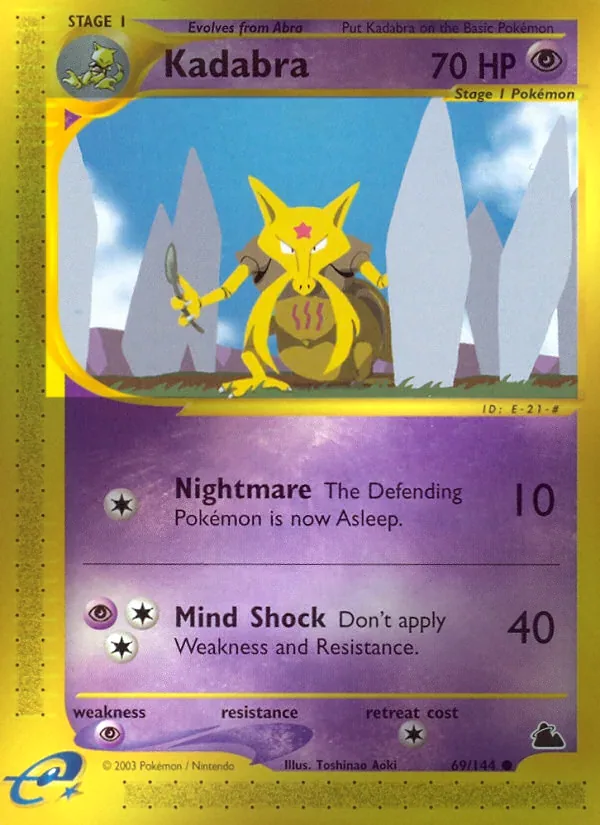 STAGE 1
Evolves from Abra Put Kadabra on the Basic Pokémon
Kadabra 70 HP
Stage 1 Pokémon
ID: E-21-#
Nightmare The Defending
Pokémon is now Asleep.
10
Mind Shock Don't apply
Weakness and Resistance.
40
weakness resistance retreat cost
© 2003 Pokémon / Nintendo Illus. Toshinao Aoki 69/144
e